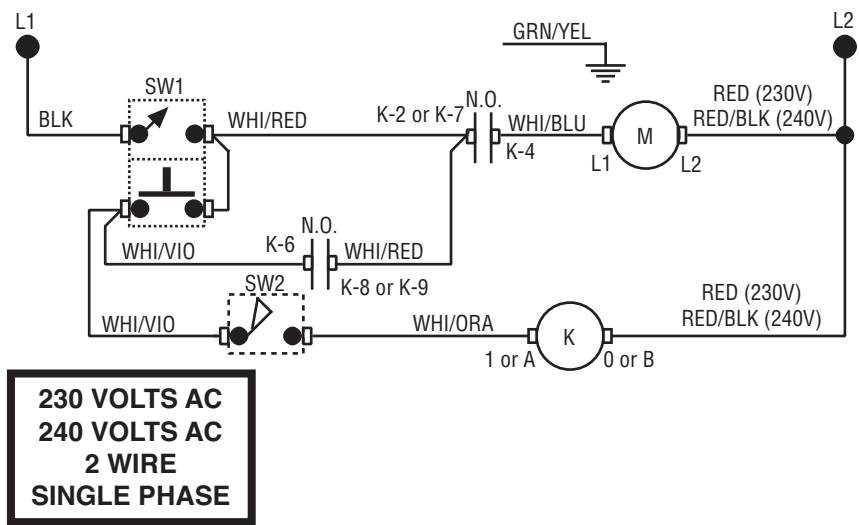 L1
L2
GRN/YEL
SW1
N.O.
RED (230V)
BLK
WHI/RED
K-2 or K-7
WHI/BLU
RED/BLK (240V)
M
K-4
L1
L2
N.O.
WHI/VIO
K-6
WHI/RED
SW2
K-8 or K-9
RED (230V)
WHI/VIO
WHI/ORA
RED/BLK (240V)
K
1 or A
0 or B
230 VOLTS AC
240 VOLTS AC
2 WIRE
SINGLE PHASE